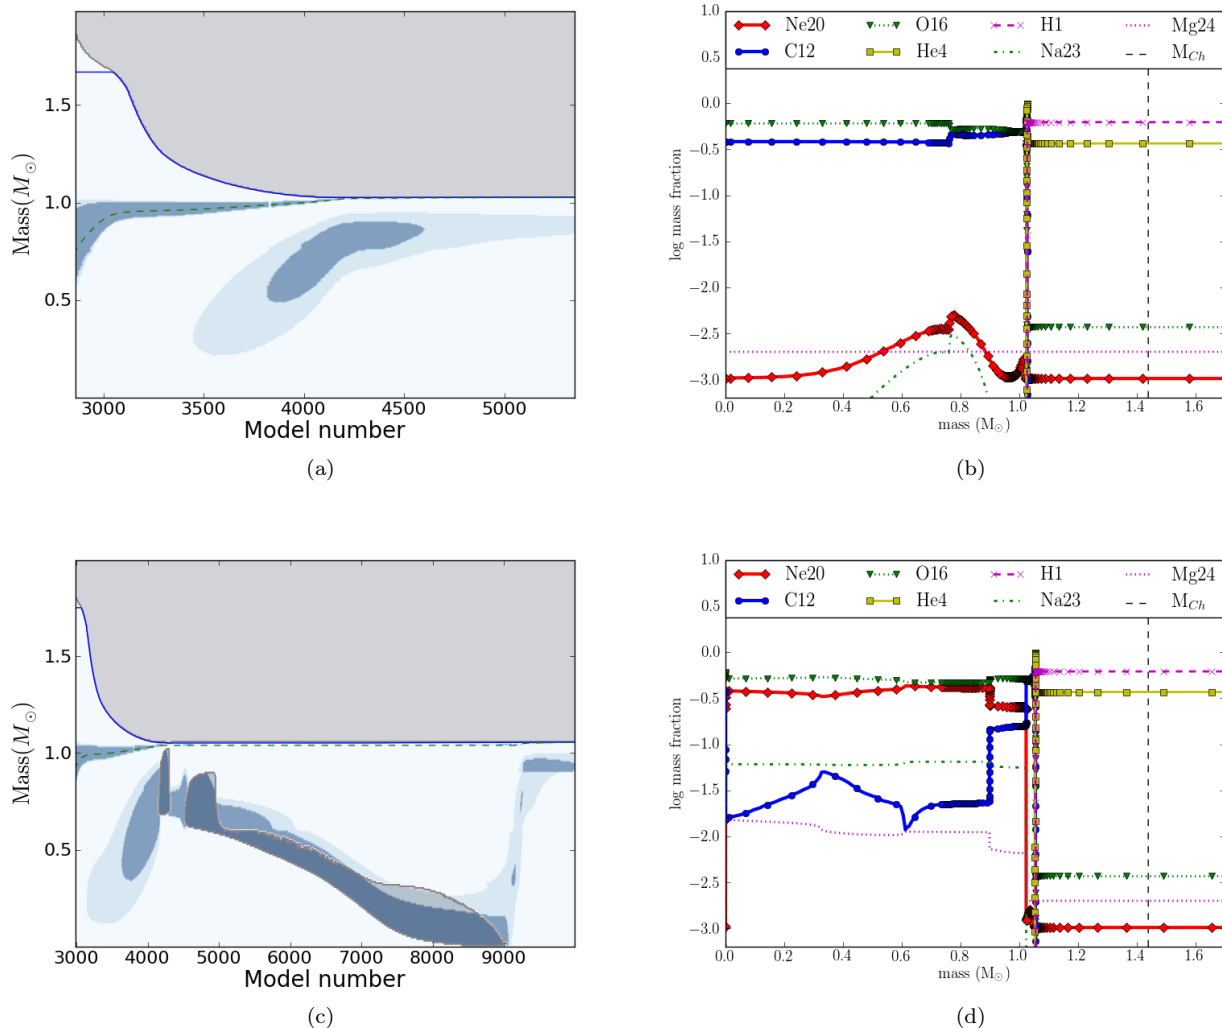 Mass(M⊙)
1.5
1.0
0.5
3000 3500 4000 4500 5000
Model number
(a)
1.0
0.5
0.0
−0.5
−1.0
−1.5
−2.0
−2.5
−3.0
log mass fraction
Ne20 O16 H1 Mg24
C12 He4 Na23 M_Ch
0.0 0.2 0.4 0.6 0.8 1.0 1.2 1.4 1.6
mass (M⊙)
(b)
Mass(M⊙)
1.5
1.0
0.5
3000 4000 5000 6000 7000 8000 9000
Model number
(c)
1.0
0.5
0.0
−0.5
−1.0
−1.5
−2.0
−2.5
−3.0
log mass fraction
Ne20 O16 H1 Mg24
C12 He4 Na23 M_Ch
0.0 0.2 0.4 0.6 0.8 1.0 1.2 1.4 1.6
mass (M⊙)
(d)